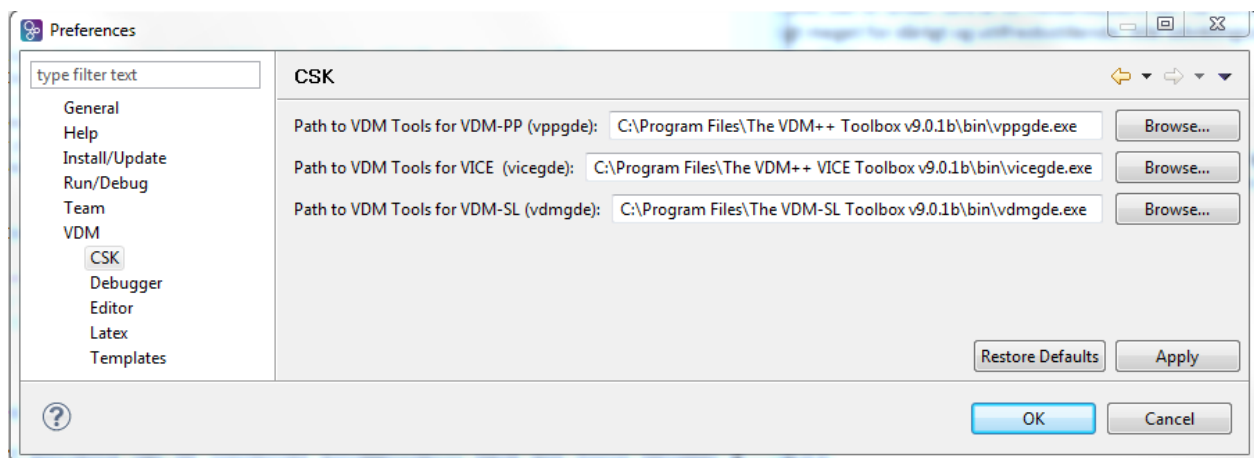 Preferences
type filter text
General
Help
Install/Update
Run/Debug
Team
VDM
CSK
Debugger
Editor
Latex
Templates
CSK
Path to VDM Tools for VDM-PP (vppgde): C:\Program Files\The VDM++ Toolbox v9.0.1b\bin\vppgde.exe Browse...
Path to VDM Tools for VICE (vicegde): C:\Program Files\The VDM++ VICE Toolbox v9.0.1b\bin\vicegde.exe Browse...
Path to VDM Tools for VDM-SL (vdmgde): C:\Program Files\The VDM-SL Toolbox v9.0.1b\bin\vdmgde.exe Browse...
Restore Defaults Apply
? OK Cancel